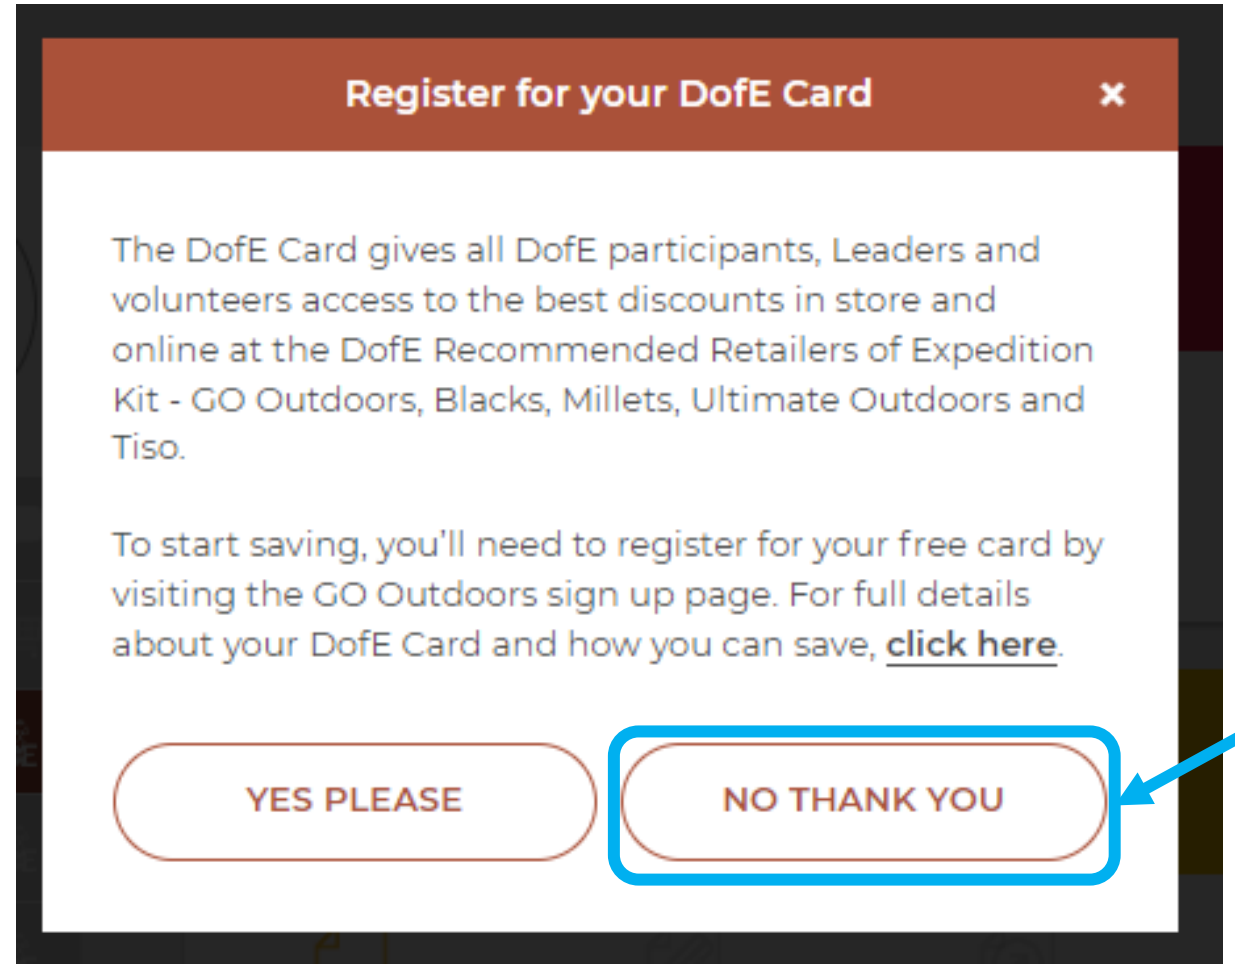 Register for your DofE Card ×
The DofE Card gives all DofE participants, Leaders and
volunteers access to the best discounts in store and
online at the DofE Recommended Retailers of Expedition
Kit - GO Outdoors, Blacks, Millets, Ultimate Outdoors and
Tiso.
To start saving, you'll need to register for your free card by
visiting the GO Outdoors sign up page. For full details
about your DofE Card and how you can save, click here.
YES PLEASE
NO THANK YOU